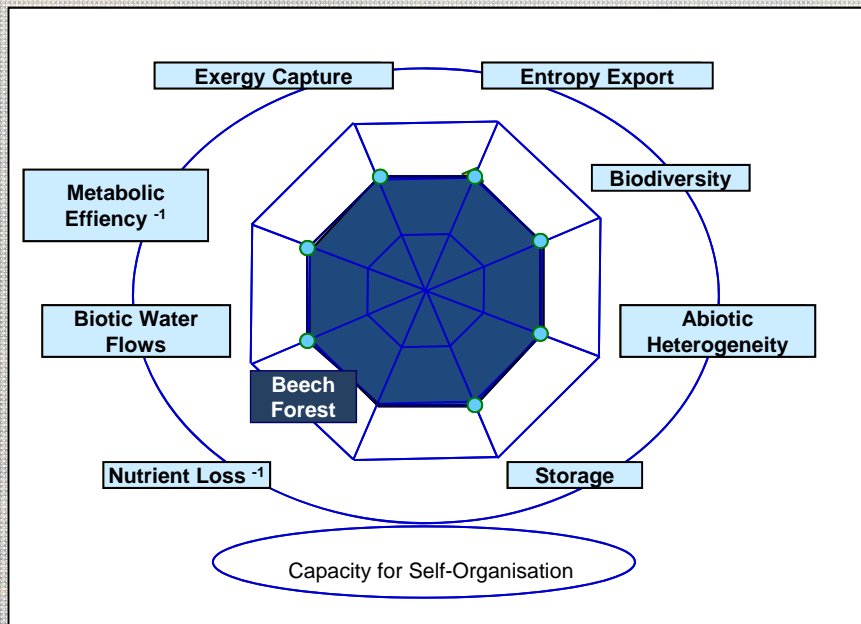 Exergy Capture
Entropy Export
Metabolic
Effiency -1
Biodiversity
Biotic Water
Flows
Abiotic
Heterogeneity
Beech
Forest
Nutrient Loss -1
Storage
Capacity for Self-Organisation